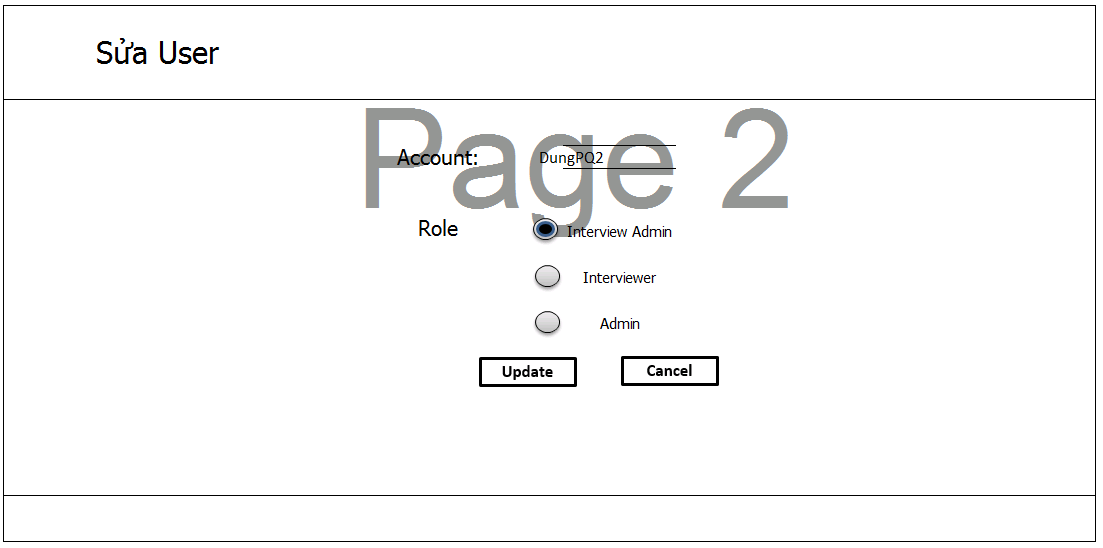 Sửa User
Page 2
Account: DungPQ2
Role
Interview Admin
Interviewer
Admin
Update Cancel